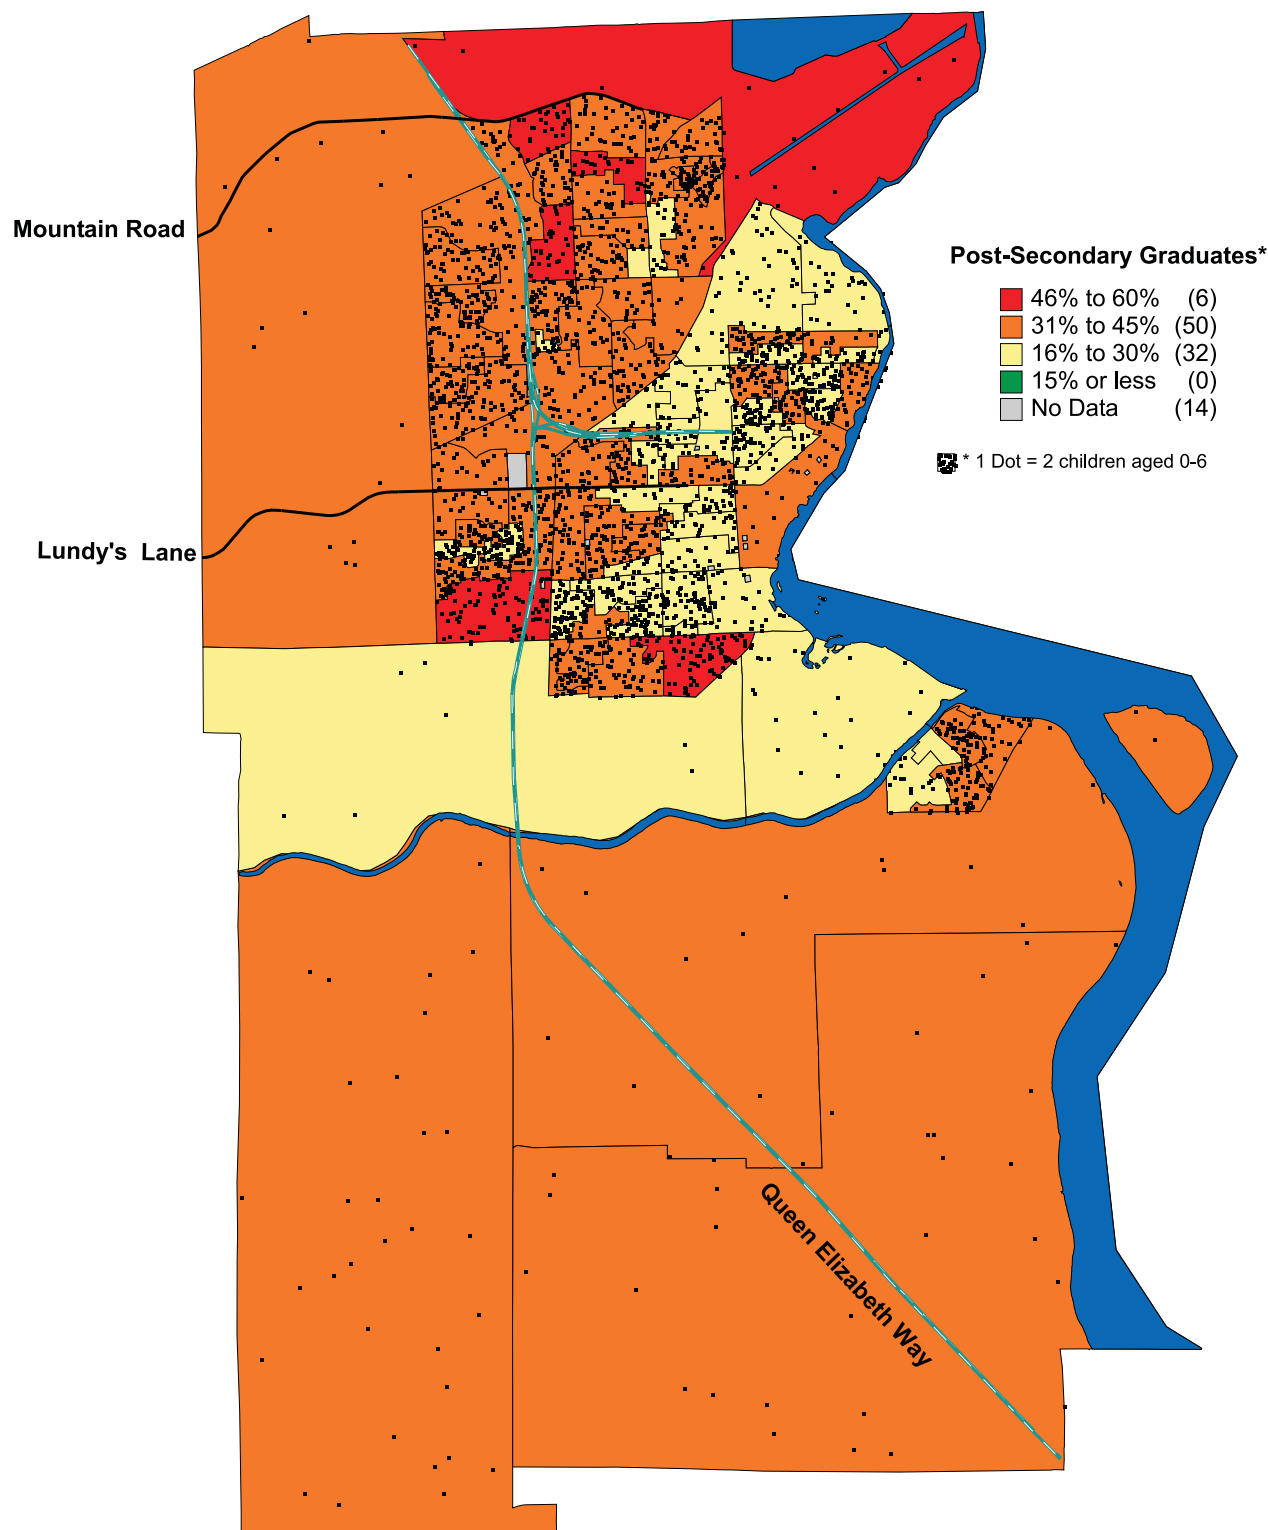 Mountain Road
Post-Secondary Graduates*
46% to 60% (6)
31% to 45% (50)
16% to 30% (32)
15% or less (0)
No Data (14)
* 1 Dot = 2 children aged 0-6
Lundy's Lane
Queen Elizabeth Way